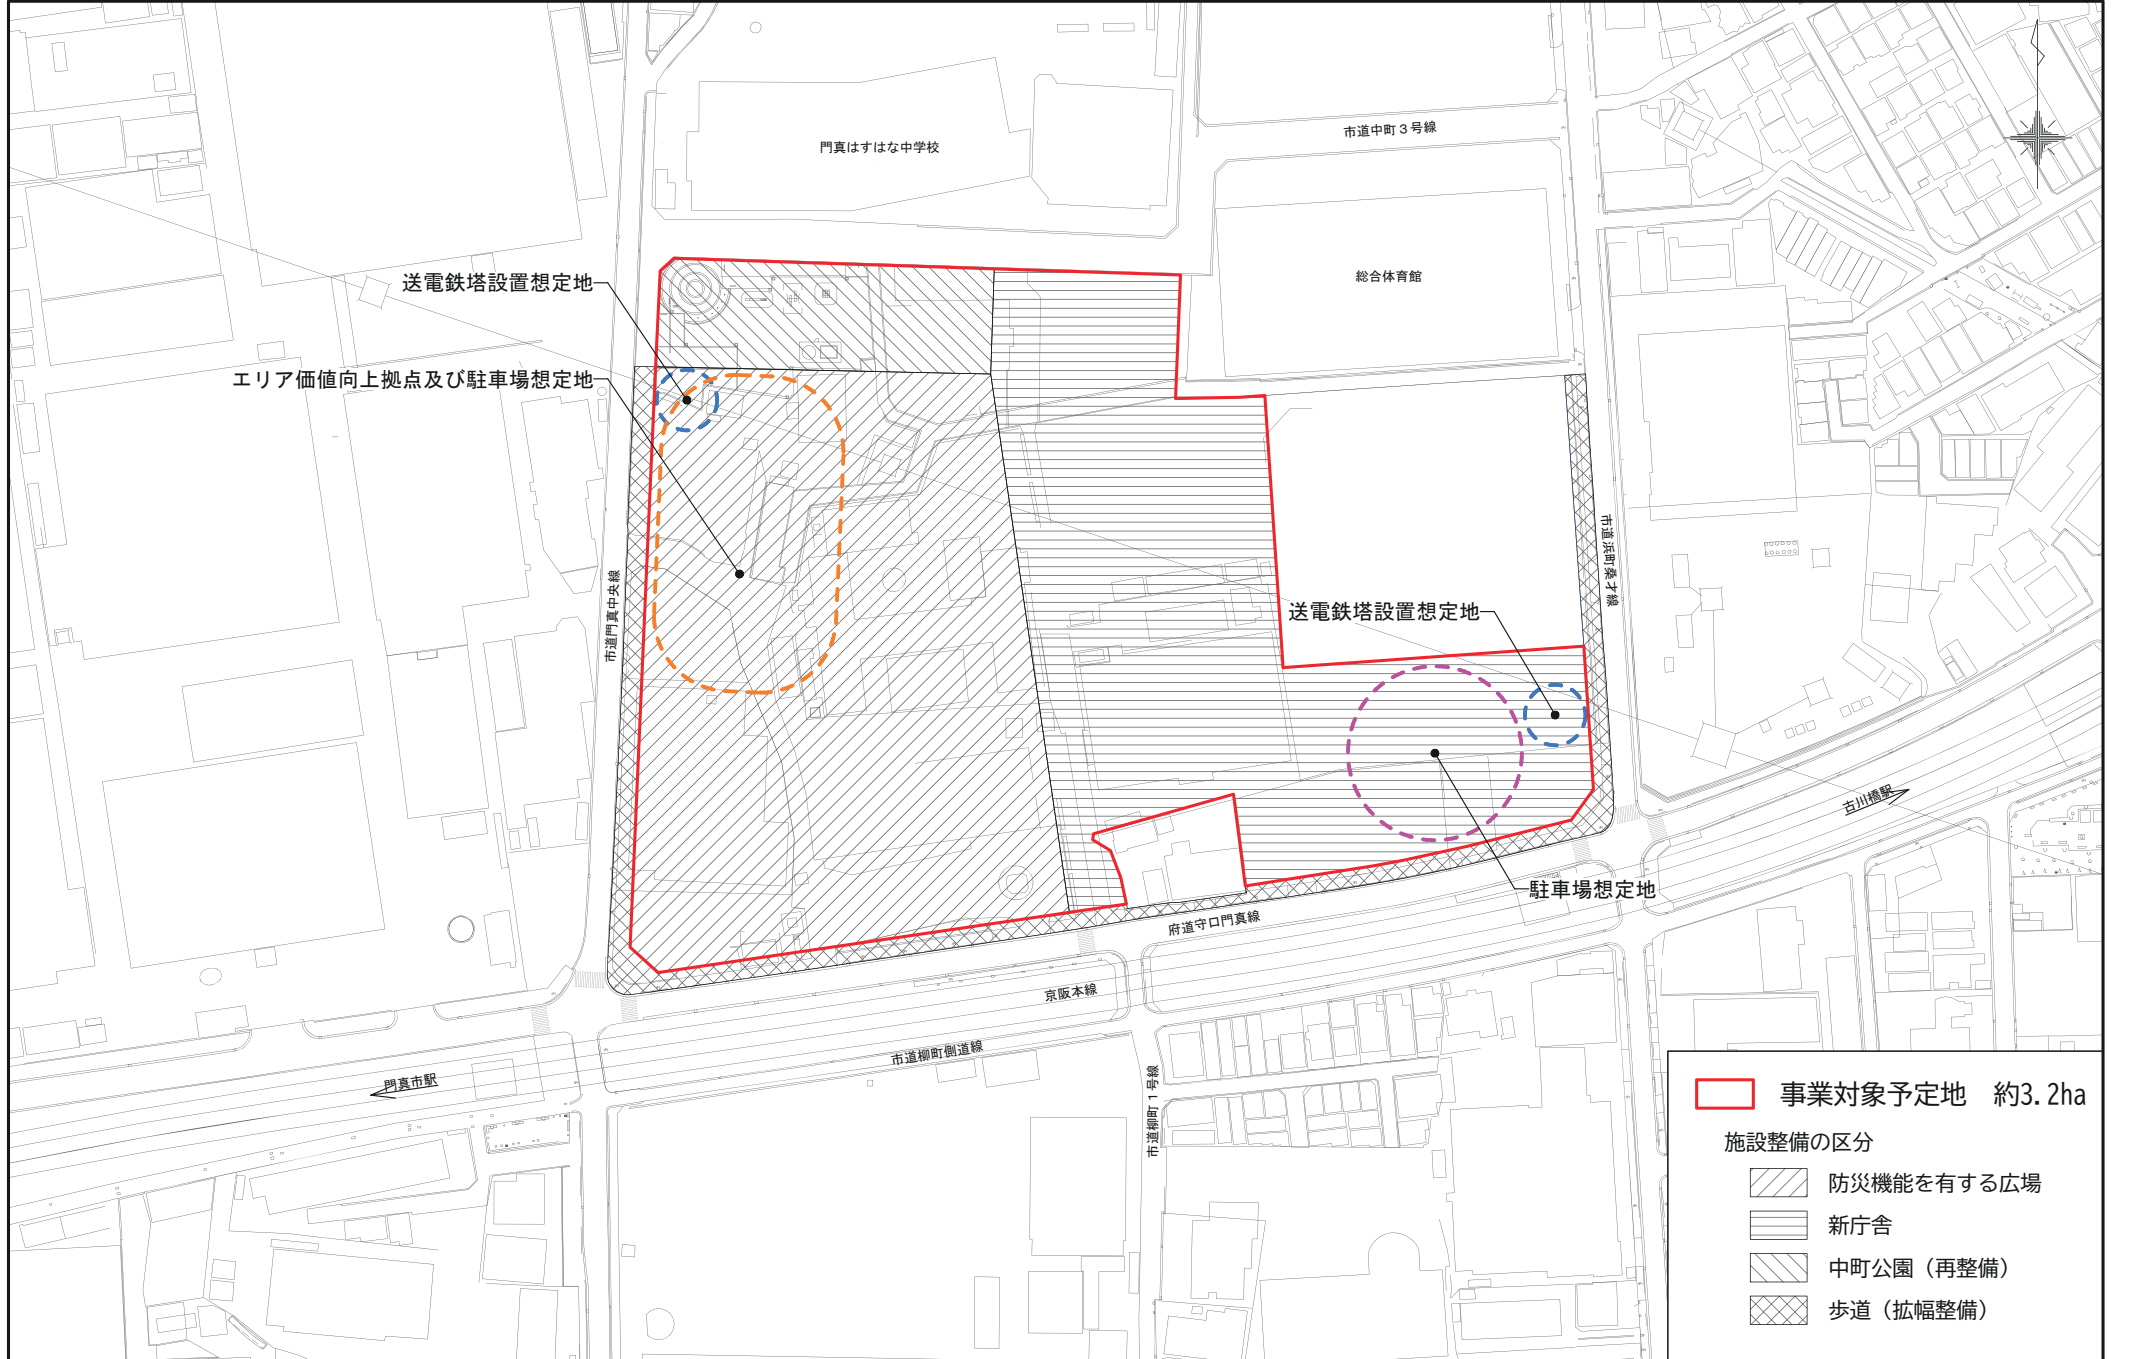 市道中町3号線
門真はすはな中学校
総合体育館
送電鉄塔設置想定地
エリア価値向上拠点及び駐車場想定地
市道浜町桑才線
市道門真中央線
送電鉄塔設置想定地
古川橋駅
駐車場想定地
府道守口門真線
京阪本線
市道柳町側道線
門真市駅
市道柳町1号線
事業対象予定地 約3.2ha
施設整備の区分
防災機能を有する広場
新庁舎
中町公園（再整備）
歩道（拡幅整備）